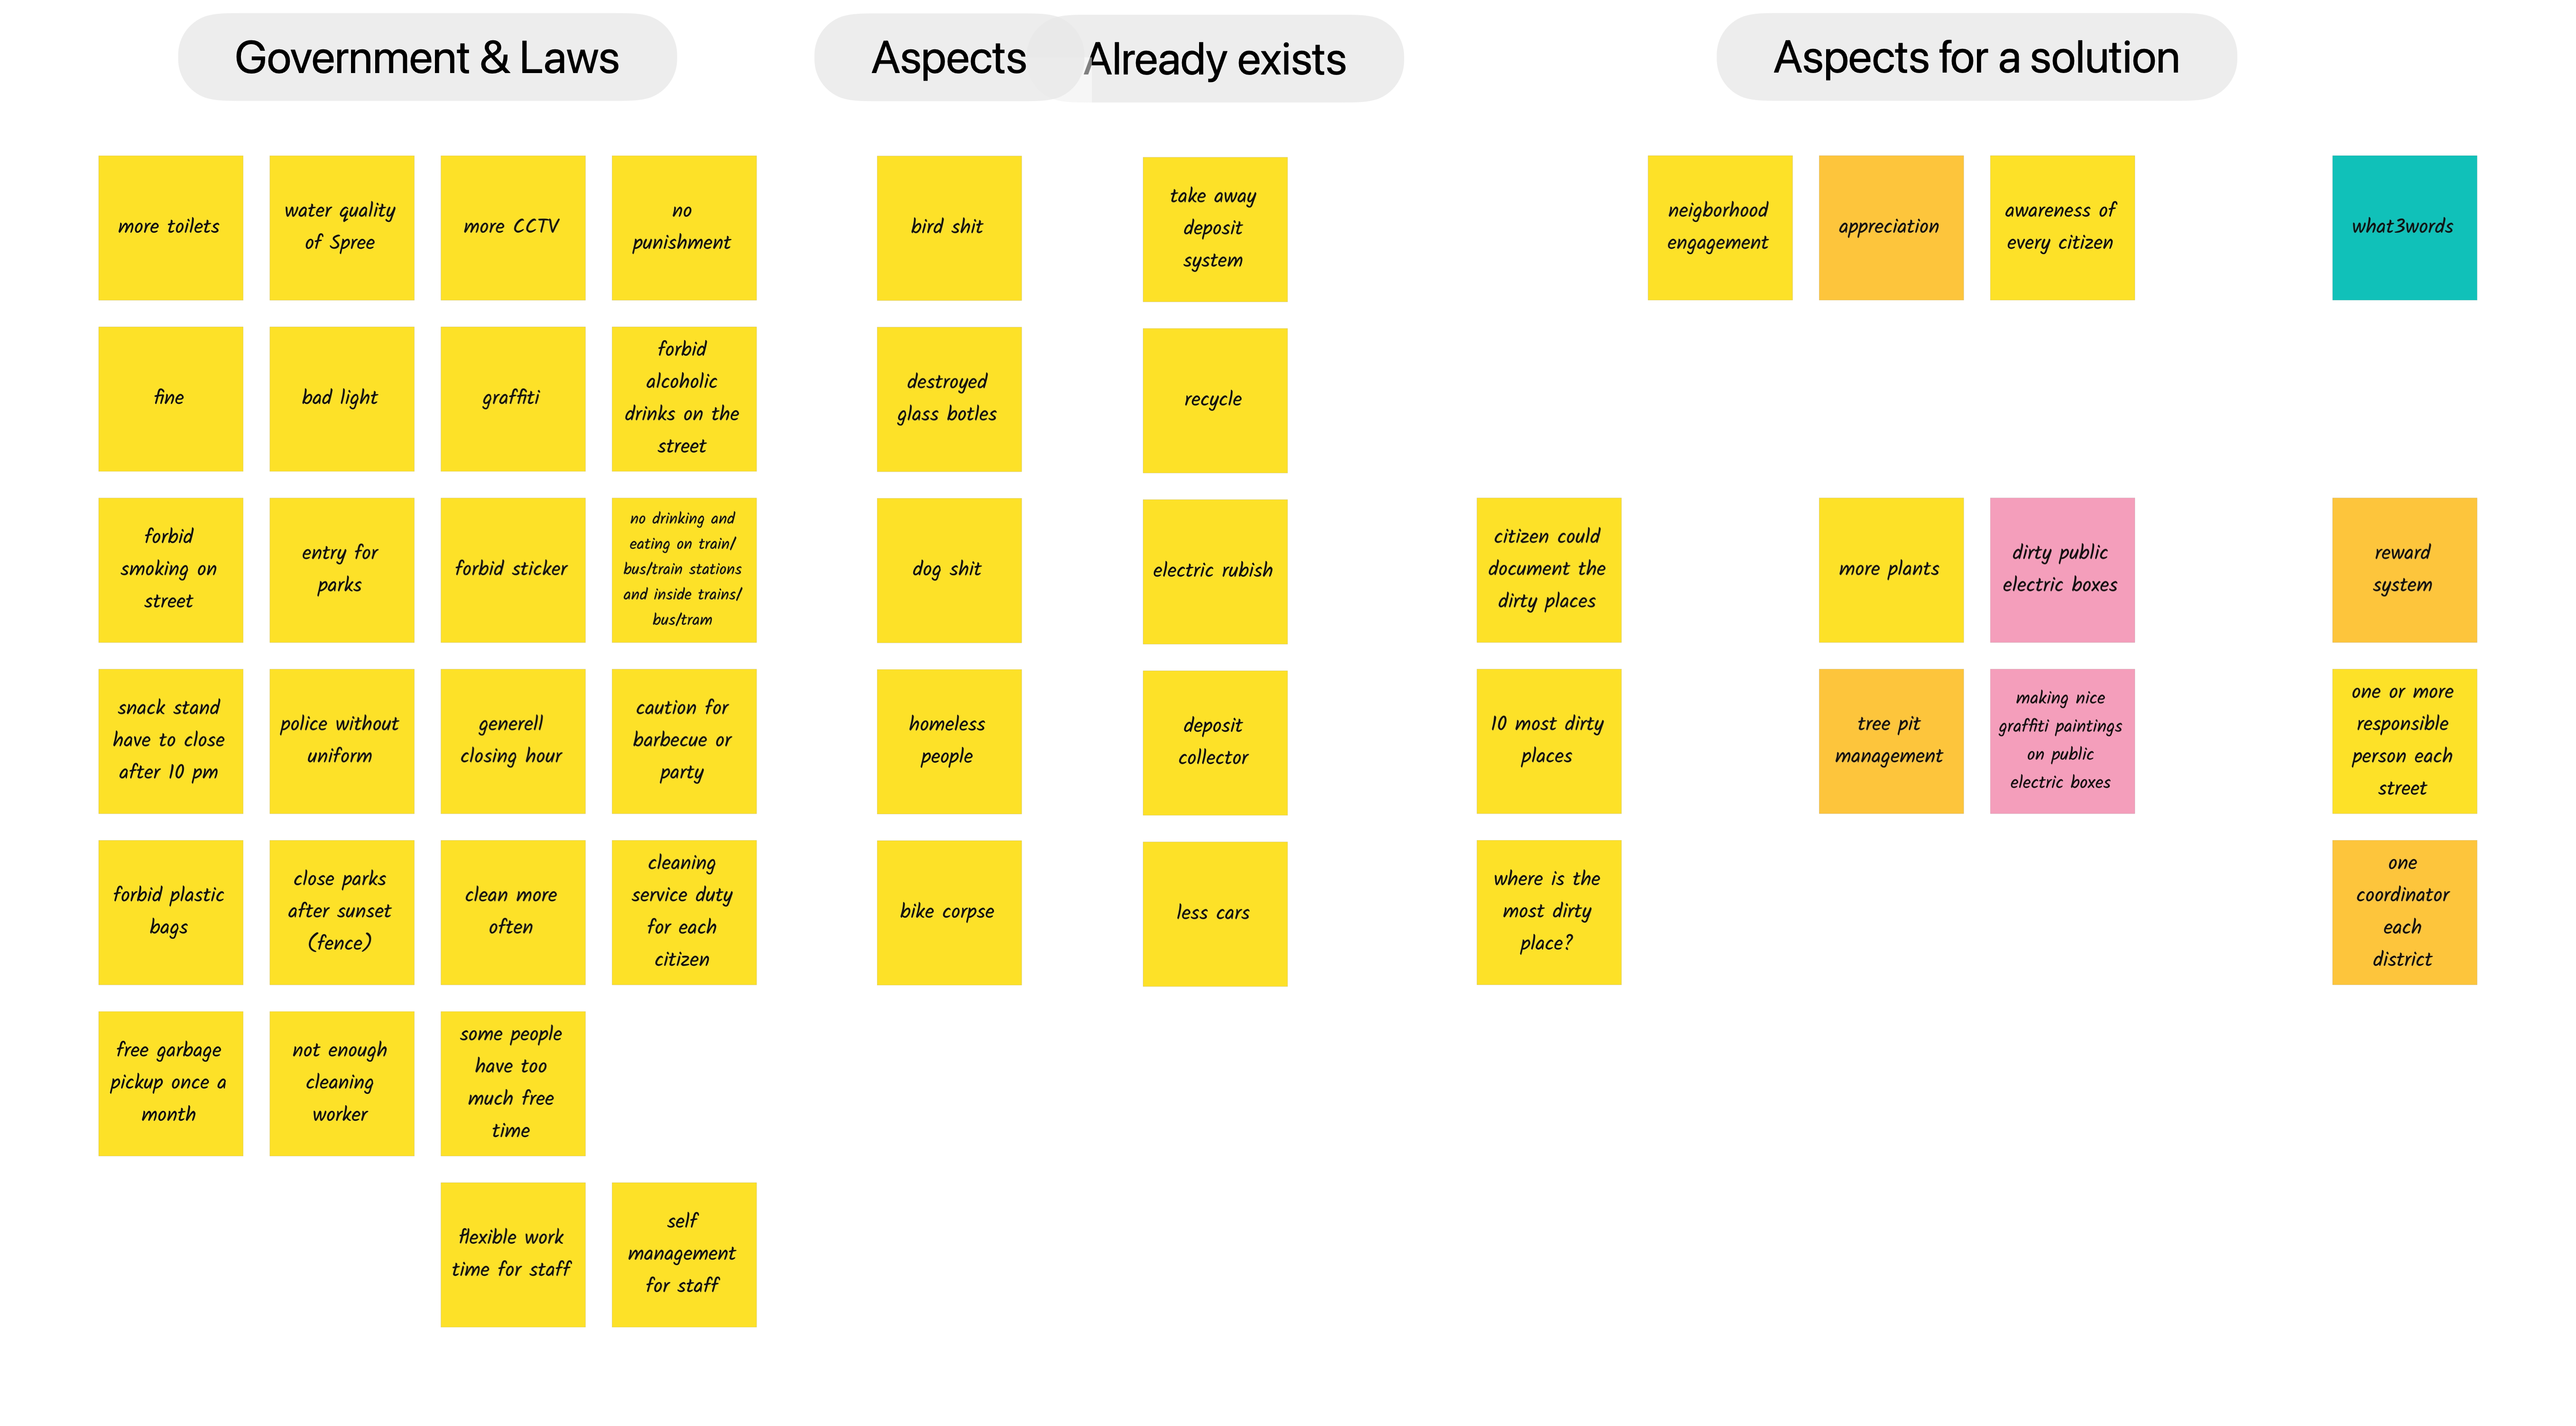 Government & Laws
Aspects
Already exists
Aspects for a solution
more toilets
water quality
of Spree
more CCTV
no
punishment
bird shit
take away
deposit
system
neigborhood
engagement
appreciation
awareness of
every citizen
what3words
fine
bad light
graffiti
forbid
alcoholic
drinks on the
street
destroyed
glass botles
recycle
forbid
smoking on
street
entry for
parks
forbid sticker
no drinking and
eating on train/
bus/train stations
and inside trains/
bus/tram
dog shit
electric rubish
citizen could
document the
dirty places
more plants
dirty public
electric boxes
reward
system
snack stand
have to close
after 10 pm
police without
uniform
generell
closing hour
caution for
barbecue or
party
homeless
people
deposit
collector
10 most dirty
places
tree pit
management
making nice
graffiti paintings
on public
electric boxes
one or more
responsible
person each
street
forbid plastic
bags
close parks
after sunset
(fence)
clean more
often
cleaning
service duty
for each
citizen
bike corpse
less cars
where is the
most dirty
place?
one
coordinator
each
district
free garbage
pickup once a
month
not enough
cleaning
worker
some people
have too
much free
time
flexible work
time for staff
self
management
for staff